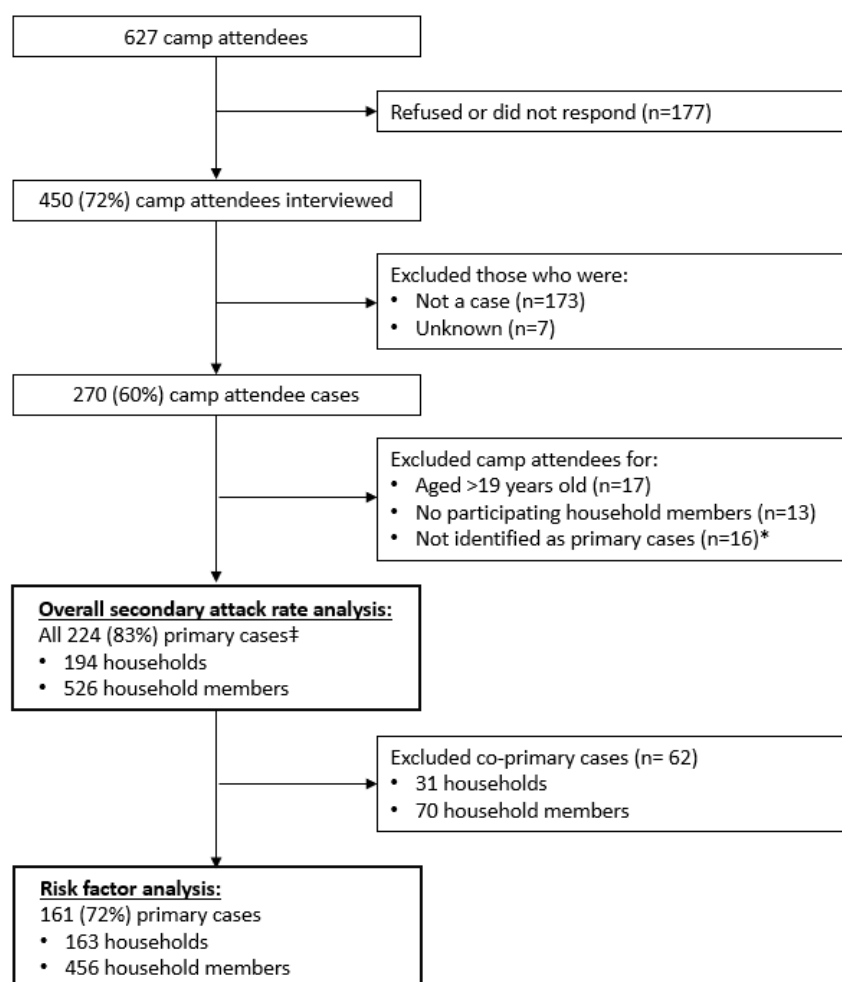 627 camp attendees
Refused or did not respond (n=177)
450 (72%) camp attendees interviewed
Excluded those who were:
• Not a case (n=173)
• Unknown (n=7)
270 (60%) camp attendee cases
Excluded camp attendees for:
• Aged >19 years old (n=17)
• No participating household members (n=13)
• Not identified as primary cases (n=16)*
Overall secondary attack rate analysis:
All 224 (83%) primary cases‡
• 194 households
• 526 household members
Excluded co-primary cases (n= 62)
• 31 households
• 70 household members
Risk factor analysis:
161 (72%) primary cases
• 163 households
• 456 household members